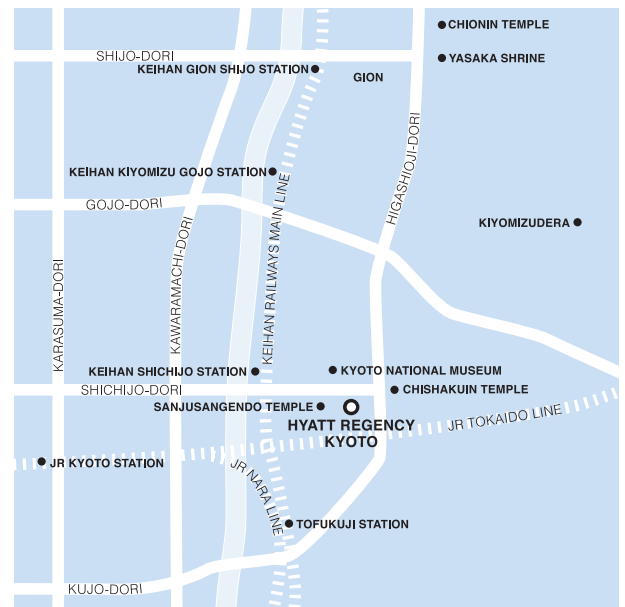 CHIONIN TEMPLE
SHIJO-DORI
YASAKA SHRINE
KEIHAN GION SHIJO STATION
GION
HIGASHIOJI-DORI
KEIHAN KIYOMIZU GOJO STATION
GOJO-DORI
KIYOMIZUDERA
KARASUMA-DORI
KAWARAMACHI-DORI
KEIHAN RAILWAYS MAIN LINE
KEIHAN SHICHIJO STATION
KYOTO NATIONAL MUSEUM
SHICHIJO-DORI
CHISHAKUIN TEMPLE
SANJUSANGENDO TEMPLE
HYATT REGENCY
KYOTO
JR TOKAIDO LINE
JR KYOTO STATION
JR NARA LINE
TOFUKUJI STATION
KUJO-DORI